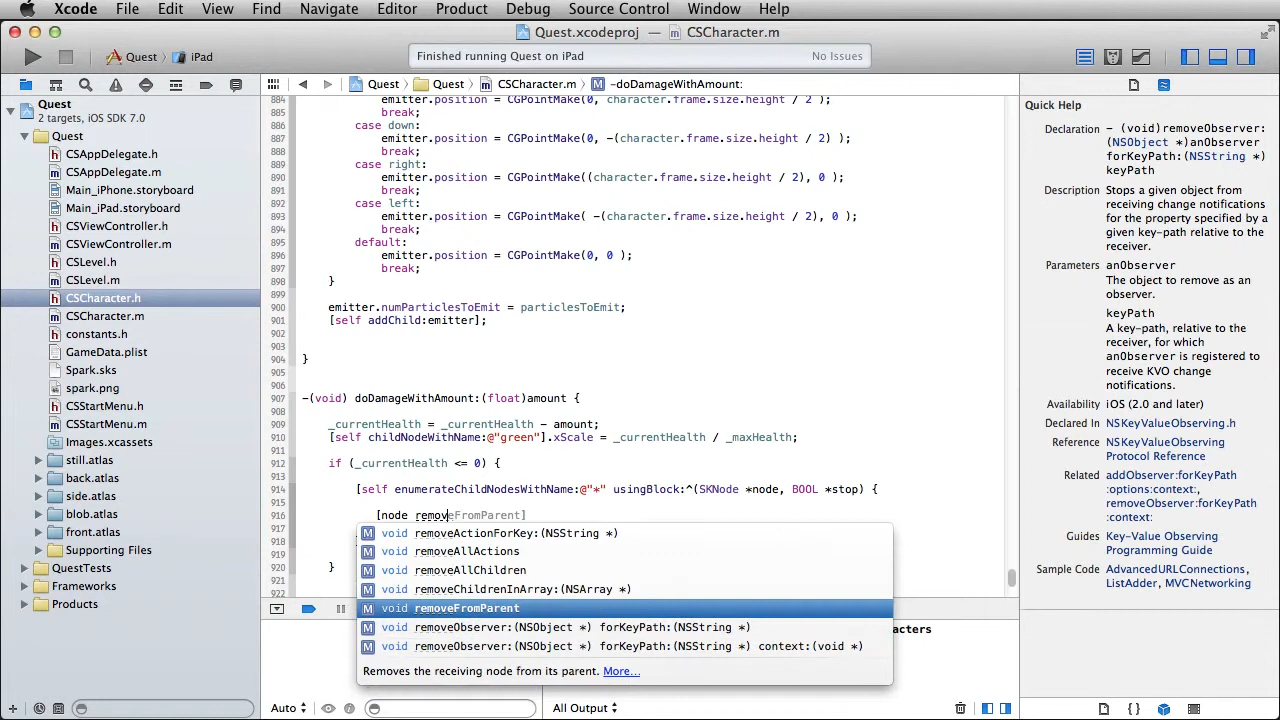 Xcode File Edit View Find Navigate Editor Product Debug Source Control Window Help
Quest.xcodeproj — CSCharacter.m
Quest iPad
Finished running Quest on iPad No Issues
Quest Quest CSCharacter.m M -doDamageWithAmount:
Quest
2 targets, iOS SDK 7.0
Quest
h CSAppDelegate.h
m CSAppDelegate.m
Main_iPhone.storyboard
Main_iPad.storyboard
h CSViewController.h
m CSViewController.m
h CSLevel.h
m CSLevel.m
h CSCharacter.h
m CSCharacter.m
h constants.h
GameData.plist
Spark.sks
spark.png
h CSStartMenu.h
m CSStartMenu.m
Images.xcassets
still.atlas
back.atlas
side.atlas
blob.atlas
front.atlas
Supporting Files
QuestTests
Frameworks
Products
884 emitter.position = CGPointMake(0, character.frame.size.height / 2 );
885 break;
886 case down:
887 emitter.position = CGPointMake(0, -(character.frame.size.height / 2) );
888 break;
889 case right:
890 emitter.position = CGPointMake((character.frame.size.height / 2), 0 );
891 break;
892 case left:
893 emitter.position = CGPointMake( -(character.frame.size.height / 2), 0 );
894 break;
895 default:
896 emitter.position = CGPointMake(0, 0 );
897 break;
898 }
899
900 emitter.numParticlesToEmit = particlesToEmit;
901 [self addChild:emitter];
902
903
904 }
905
906
907 -(void) doDamageWithAmount:(float)amount {
908
909 _currentHealth = _currentHealth - amount;
910 [self childNodeWithName:@"green"].xScale = _currentHealth / _maxHealth;
911
912 if (_currentHealth <= 0) {
913
914 [self enumerateChildNodesWithName:@"*" usingBlock:^(SKNode *node, BOOL *stop) {
915
916 [node removeFromParent]
917
918
919
920 }
921
922
M void removeActionForKey:(NSString *)
M void removeAllActions
M void removeAllChildren
M void removeChildrenInArray:(NSArray *)
M void removeFromParent
M void removeObserver:(NSObject *) forKeyPath:(NSString *)
M void removeObserver:(NSObject *) forKeyPath:(NSString *) context:(void *)
Removes the receiving node from its parent. More...
acters
Auto
All Output
Quick Help
Declaration - (void)removeObserver:
(NSObject *)anObserver
forKeyPath:(NSString *)
keyPath
Description Stops a given object from
receiving change notifications
for the property specified by a
given key-path relative to the
receiver.
Parameters anObserver
The object to remove as an
observer.
keyPath
A key-path, relative to the
receiver, for which
anObserver is registered to
receive KVO change
notifications.
Availability iOS (2.0 and later)
Declared In NSKeyValueObserving.h
Reference NSKeyValueObserving
Protocol Reference
Related addObserver:forKeyPath
:options:context:,
removeObserver:forKeyPath
:context:
Guides Key-Value Observing
Programming Guide
Sample Code AdvancedURLConnections,
ListAdder, MVCNetworking